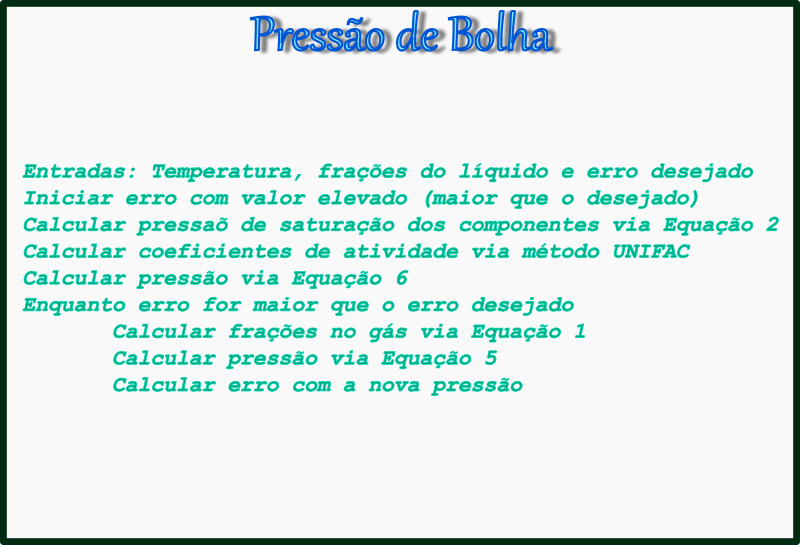 Pressão de Bolha
Entradas: Temperatura, frações do líquido e erro desejado
Iniciar erro com valor elevado (maior que o desejado)
Calcular pressaõ de saturação dos componentes via Equação 2
Calcular coeficientes de atividade via método UNIFAC
Calcular pressão via Equação 6
Enquanto erro for maior que o erro desejado
Calcular frações no gás via Equação 1
Calcular pressão via Equação 5
Calcular erro com a nova pressão